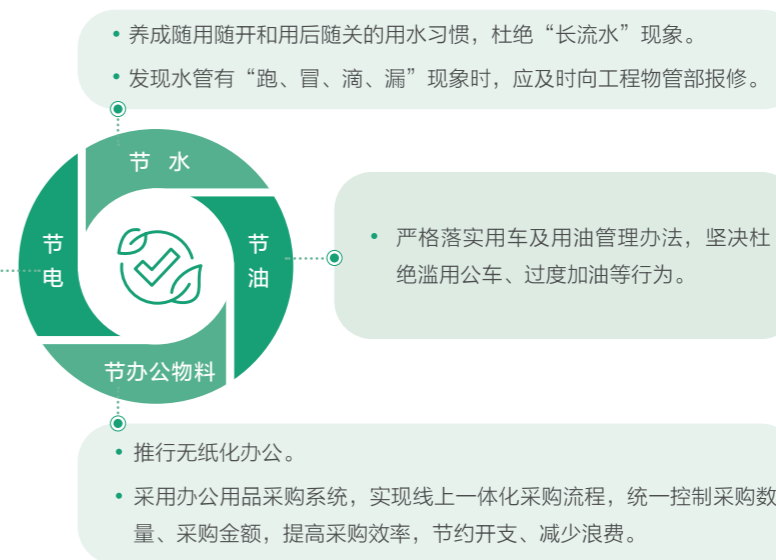 • 养成随用随开和用后随关的用水习惯，杜绝“长流水”现象。
• 发现水管有“跑、冒、滴、漏”现象时，应及时向工程物管部报修。
节 水
节电
节油
• 严格落实用车及用油管理办法，坚决杜
绝滥用公车、过度加油等行为。
节办公物料
• 推行无纸化办公。
• 采用办公用品采购系统，实现线上一体化采购流程，统一控制采购数
量、采购金额，提高采购效率，节约开支、减少浪费。